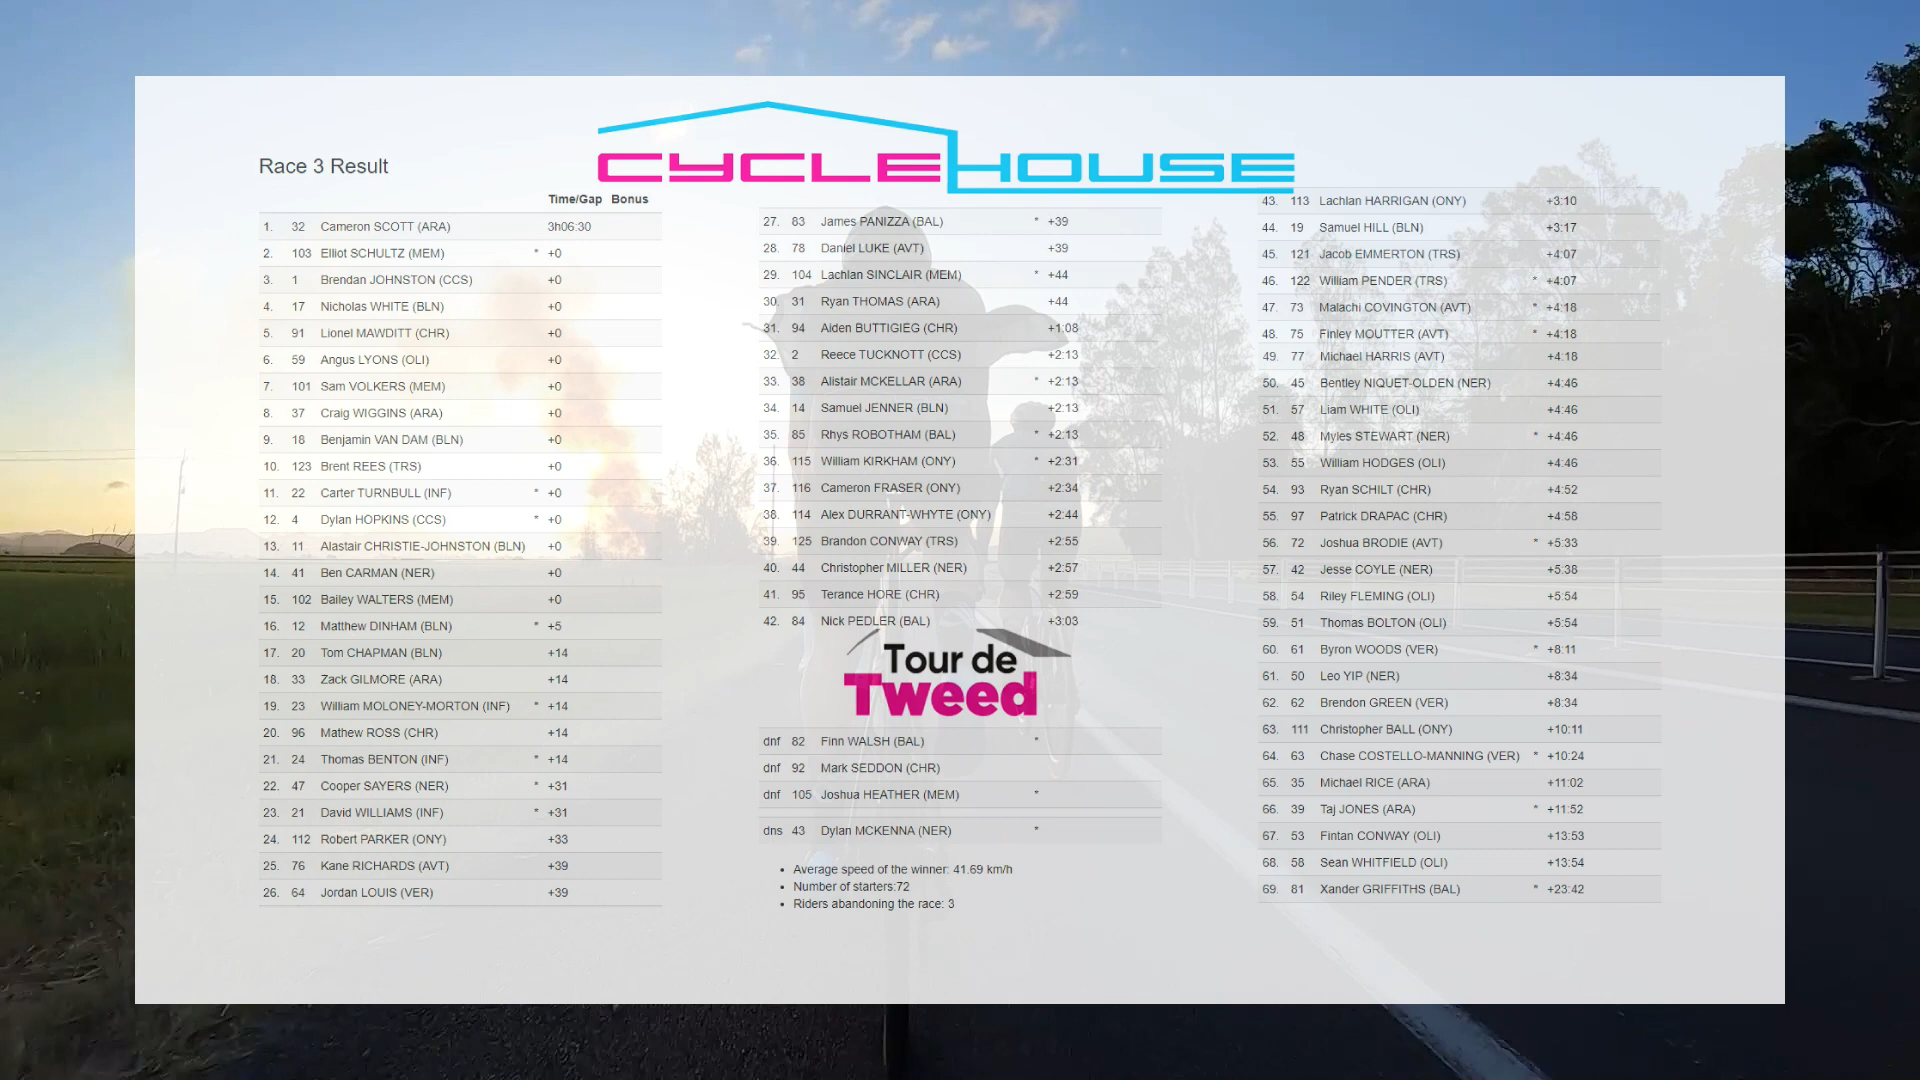 CYCLEHOUSE
Race 3 Result
Time/Gap Bonus
1. 32 Cameron SCOTT (ARA) 3h06:30
2. 103 Elliot SCHULTZ (MEM) * +0
3. 1 Brendan JOHNSTON (CCS) +0
4. 17 Nicholas WHITE (BLN) +0
5. 91 Lionel MAWDITT (CHR) +0
6. 59 Angus LYONS (OLI) +0
7. 101 Sam VOLKERS (MEM) +0
8. 37 Craig WIGGINS (ARA) +0
9. 18 Benjamin VAN DAM (BLN) +0
10. 123 Brent REES (TRS) +0
11. 22 Carter TURNBULL (INF) * +0
12. 4 Dylan HOPKINS (CCS) * +0
13. 11 Alastair CHRISTIE-JOHNSTON (BLN) +0
14. 41 Ben CARMAN (NER) +0
15. 102 Bailey WALTERS (MEM) +0
16. 12 Matthew DINHAM (BLN) * +5
17. 20 Tom CHAPMAN (BLN) +14
18. 33 Zack GILMORE (ARA) +14
19. 23 William MOLONEY-MORTON (INF) * +14
20. 96 Mathew ROSS (CHR) +14
21. 24 Thomas BENTON (INF) * +14
22. 47 Cooper SAYERS (NER) * +31
23. 21 David WILLIAMS (INF) * +31
24. 112 Robert PARKER (ONY) +33
25. 76 Kane RICHARDS (AVT) +39
26. 64 Jordan LOUIS (VER) +39
27. 83 James PANIZZA (BAL) * +39
28. 78 Daniel LUKE (AVT) +39
29. 104 Lachlan SINCLAIR (MEM) * +44
30. 31 Ryan THOMAS (ARA) +44
31. 94 Aiden BUTTIGIEG (CHR) +1:08
32. 2 Reece TUCKNOTT (CCS) +2:13
33. 38 Alistair MCKELLAR (ARA) * +2:13
34. 14 Samuel JENNER (BLN) +2:13
35. 85 Rhys ROBOTHAM (BAL) * +2:13
36. 115 William KIRKHAM (ONY) * +2:31
37. 116 Cameron FRASER (ONY) +2:34
38. 114 Alex DURRANT-WHYTE (ONY) +2:44
39. 125 Brandon CONWAY (TRS) +2:55
40. 44 Christopher MILLER (NER) +2:57
41. 95 Terance HORE (CHR) +2:59
42. 84 Nick PEDLER (BAL) +3:03
Tour de
Tweed
dnf 82 Finn WALSH (BAL) *
dnf 92 Mark SEDDON (CHR)
dnf 105 Joshua HEATHER (MEM) *
dns 43 Dylan MCKENNA (NER) *
• Average speed of the winner: 41.69 km/h
• Number of starters:72
• Riders abandoning the race: 3
43. 113 Lachlan HARRIGAN (ONY) +3:10
44. 19 Samuel HILL (BLN) +3:17
45. 121 Jacob EMMERTON (TRS) +4:07
46. 122 William PENDER (TRS) * +4:07
47. 73 Malachi COVINGTON (AVT) * +4:18
48. 75 Finley MOUTTER (AVT) * +4:18
49. 77 Michael HARRIS (AVT) +4:18
50. 45 Bentley NIQUET-OLDEN (NER) +4:46
51. 57 Liam WHITE (OLI) +4:46
52. 48 Myles STEWART (NER) * +4:46
53. 55 William HODGES (OLI) +4:46
54. 93 Ryan SCHILT (CHR) +4:52
55. 97 Patrick DRAPAC (CHR) +4:58
56. 72 Joshua BRODIE (AVT) * +5:33
57. 42 Jesse COYLE (NER) +5:38
58. 54 Riley FLEMING (OLI) +5:54
59. 51 Thomas BOLTON (OLI) +5:54
60. 61 Byron WOODS (VER) * +8:11
61. 50 Leo YIP (NER) +8:34
62. 62 Brendon GREEN (VER) +8:34
63. 111 Christopher BALL (ONY) +10:11
64. 63 Chase COSTELLO-MANNING (VER) * +10:24
65. 35 Michael RICE (ARA) +11:02
66. 39 Taj JONES (ARA) * +11:52
67. 53 Fintan CONWAY (OLI) +13:53
68. 58 Sean WHITFIELD (OLI) +13:54
69. 81 Xander GRIFFITHS (BAL) * +23:42